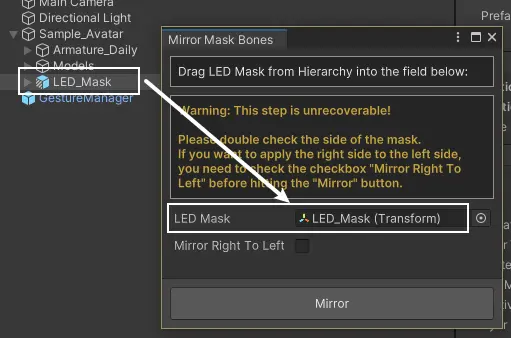 Main Camera
Directional Light
Sample_Avatar
Armature_Daily
Models
LED_Mask
GestureManager
Mirror Mask Bones
Drag LED Mask from Hierarchy into the field below:
Warning: This step is unrecoverable!
Please double check the side of the mask.
If you want to apply the right side to the left side,
you need to check the checkbox "Mirror Right To
Left" before hitting the "Mirror" button.
LED Mask
LED_Mask (Transform)
Mirror Right To Left
Mirror
Prefa